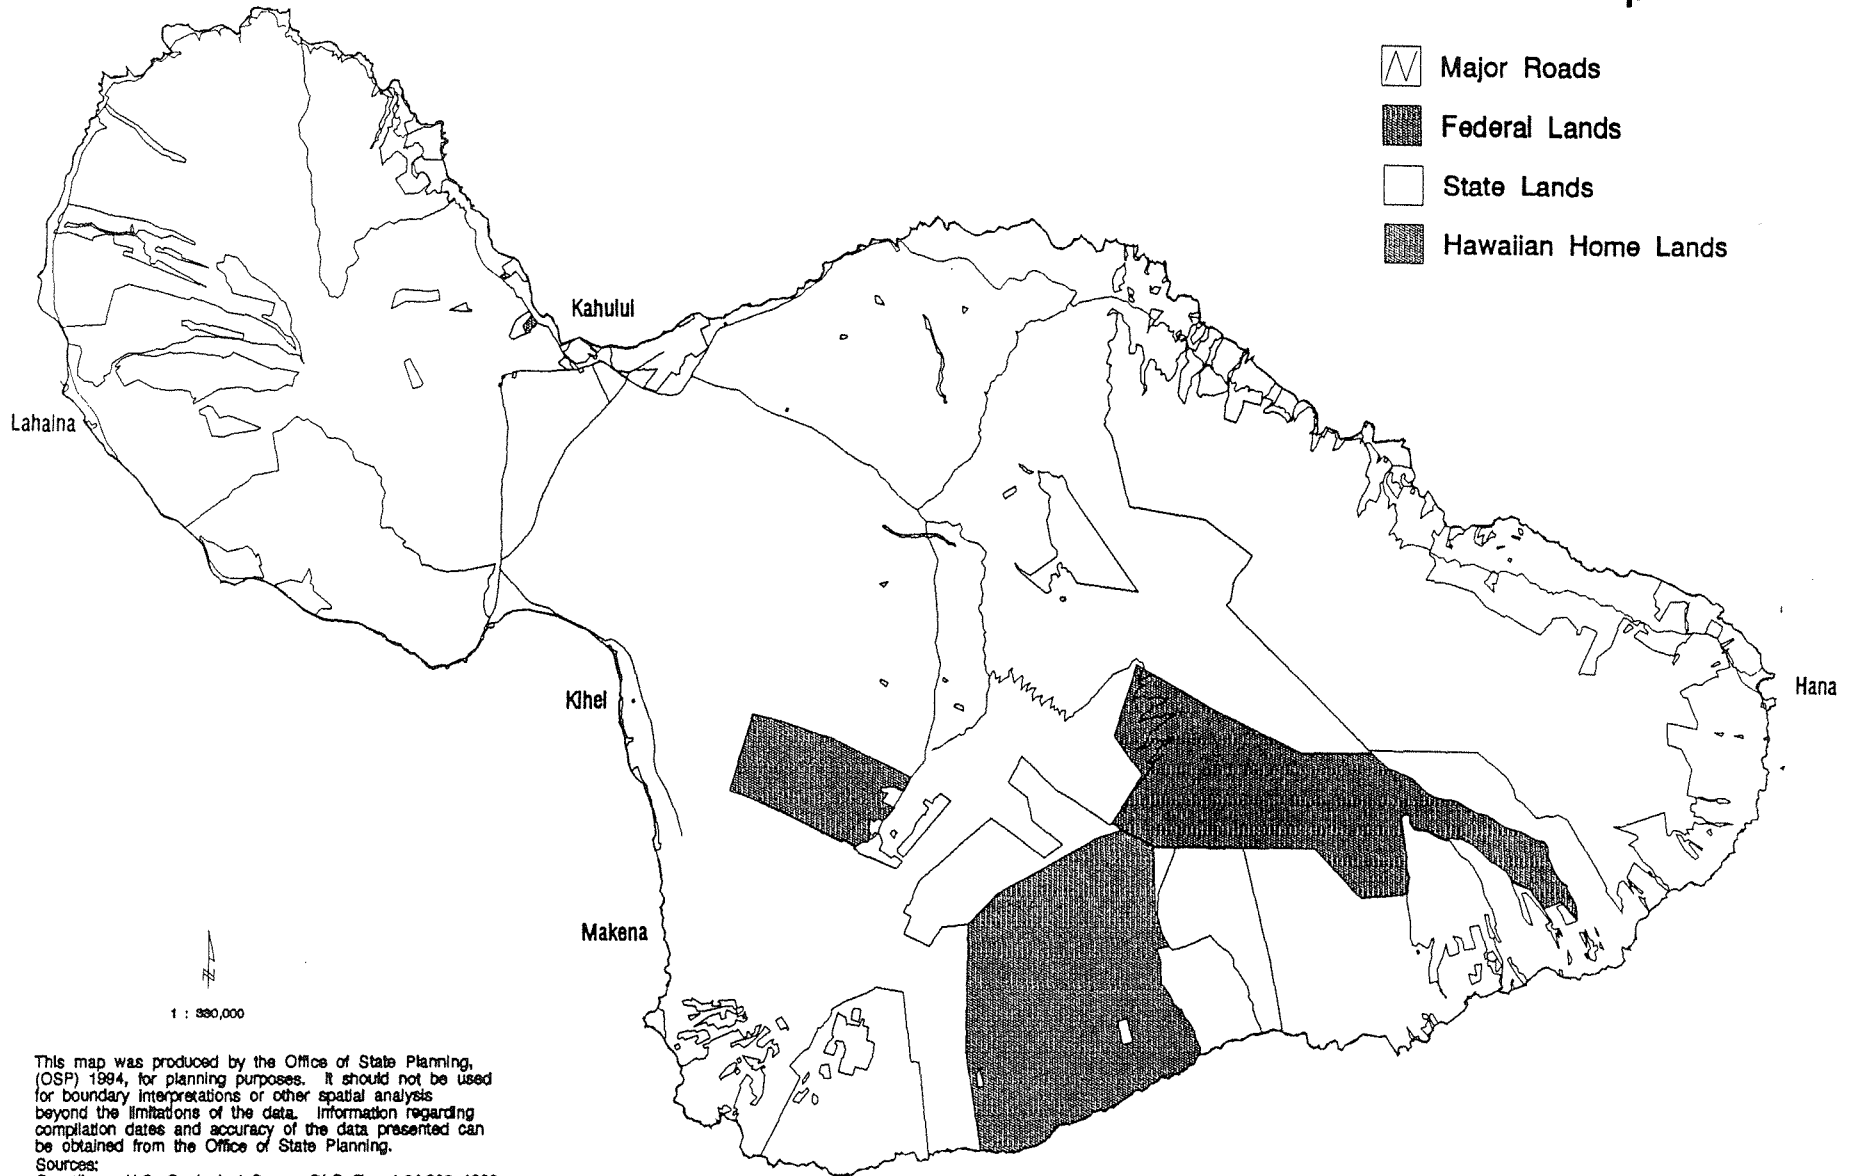 Major Roads
Federal Lands
State Lands
Hawaiian Home Lands
Kahului
Lahaina
Hana
Kihei
Makena
This map was produced by the Office of State Planning,
(OSP) 1994, for planning purposes. It should not be used
for boundary interpretations or other spatial analysis
beyond the limitations of the data. Information regarding
compilation dates and accuracy of the data presented can
be obtained from the Office of State Planning.
Sources: